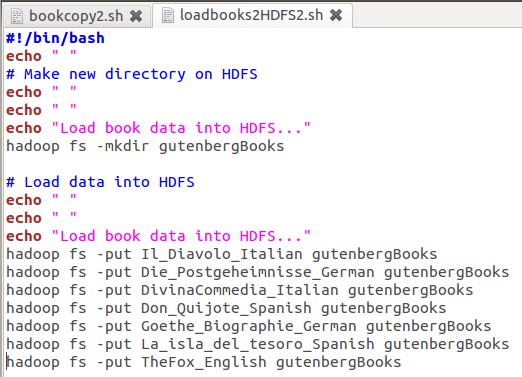 bookcopy2.sh loadbooks2HDFS2.sh
#!/bin/bash
echo " "
# Make new directory on HDFS
echo " "
echo " "
echo "Load book data into HDFS..."
hadoop fs -mkdir gutenbergBooks
# Load data into HDFS
echo " "
echo " "
echo "Load book data into HDFS..."
hadoop fs -put Il_Diavolo_Italian gutenbergBooks
hadoop fs -put Die_Postgeheimnisse_German gutenbergBooks
hadoop fs -put DivinaCommedia_Italian gutenbergBooks
hadoop fs -put Don_Quijote_Spanish gutenbergBooks
hadoop fs -put Goethe_Biographie_German gutenbergBooks
hadoop fs -put La_isla_del_tesoro_Spanish gutenbergBooks
hadoop fs -put TheFox_English gutenbergBooks